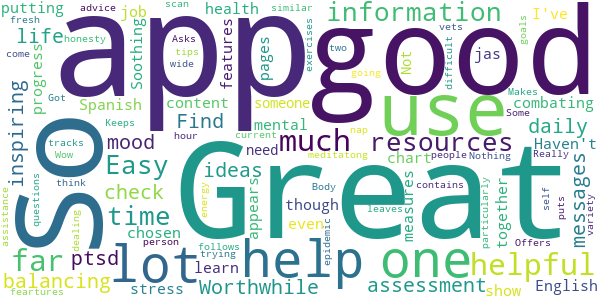 putting
advice
job
scan
health
similar
information
I've
fresh
honesty
Asks
tips
two
vets
life
Soothing
wide
app
good
features
pages
exercises
Not
jas
difficult
goals
come
Got
progress
Spanish
content
someone
combating
tracks
Wow
Keeps
Find
hour
mental
current
going
nap
use
Makes
Some
inspiring
so
mood
need
much
resources
meditatong
people
Nothing
daily
Haven't
Really
think
Easy
ideas
Great
chart
Body
contains
check
energy
appears
though
leaves
measures
particularly
together
self
puts
messages
variety
assistance
questions
dealing
time
chosen
even
far
ptsd
lot
person
follows
trying
help
epidemic
one
Offers
helpful
balancing
feartures
stress
learn
Worthwhile
assessment
show
English